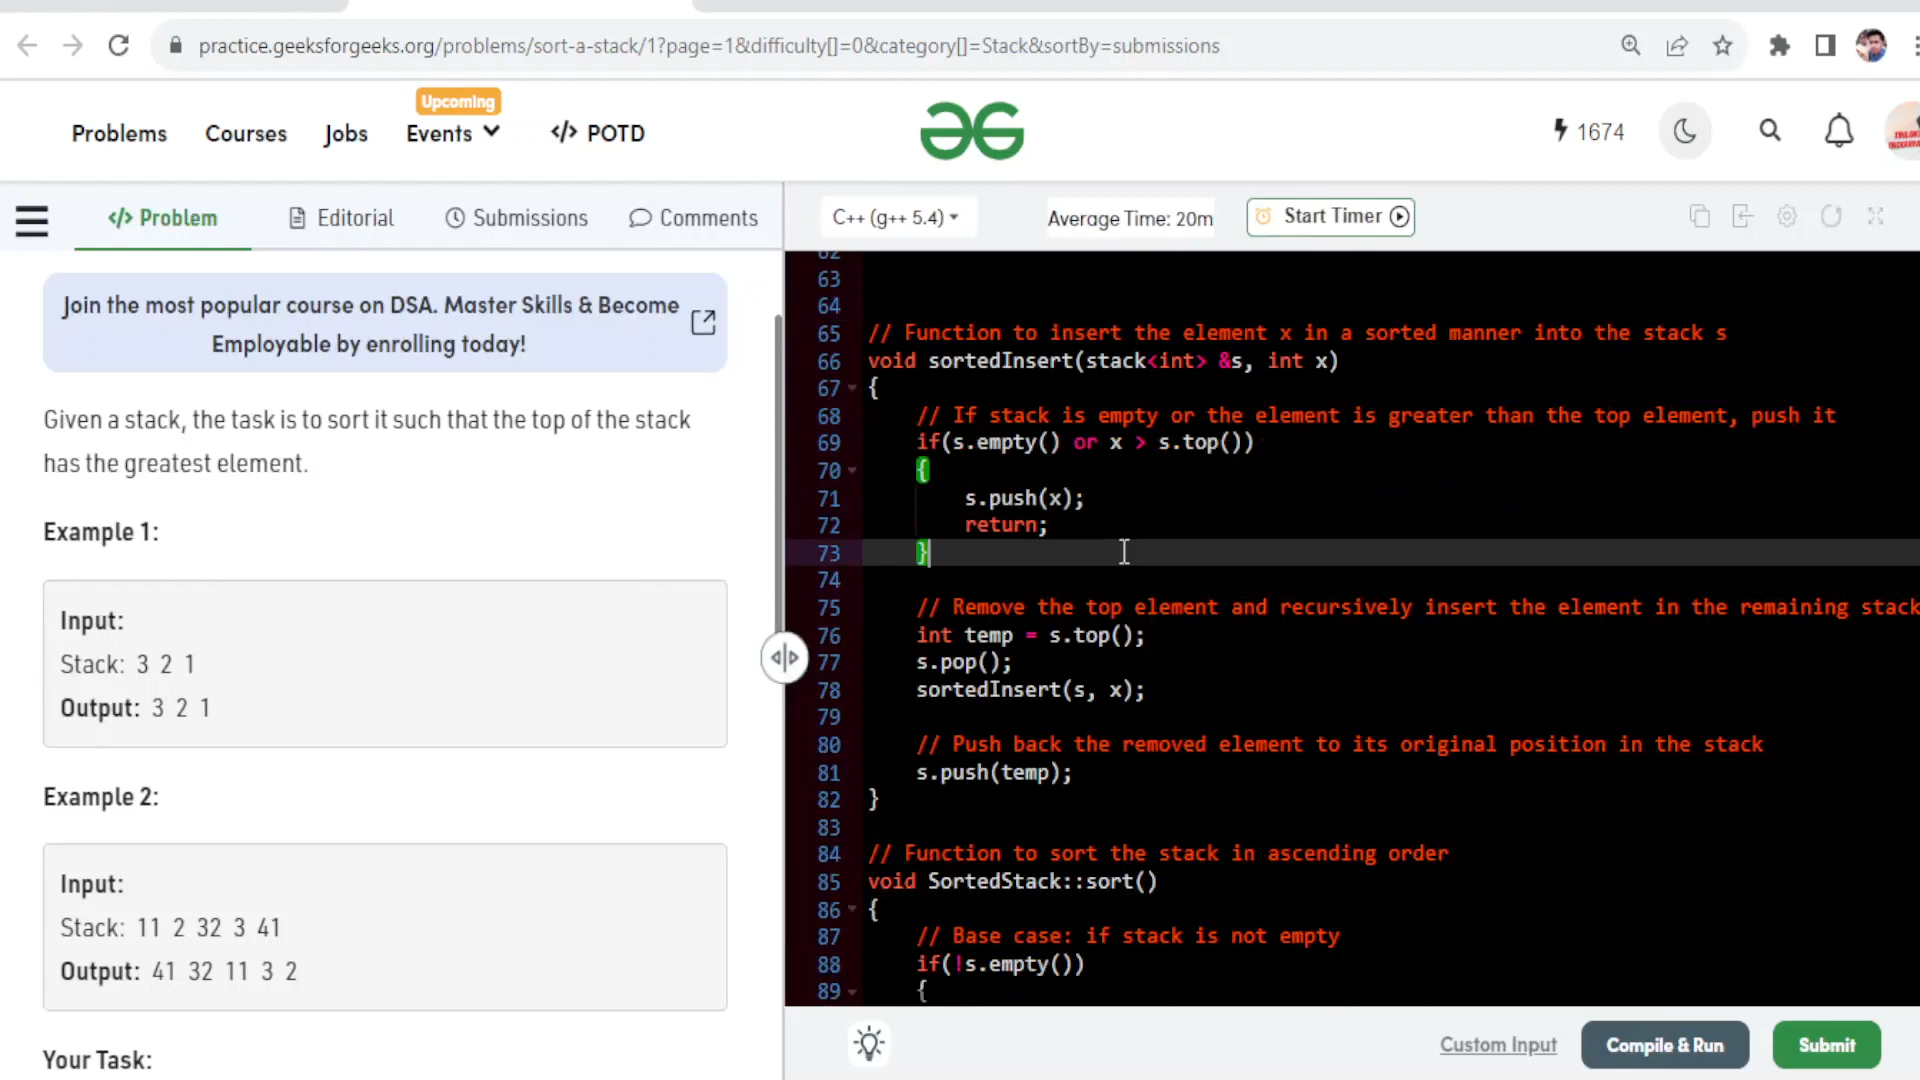 practice.geeksforgeeks.org/problems/sort-a-stack/1?page=1&difficulty[]=0&category[]=Stack&sortBy=submissions
Upcoming
Problems Courses Jobs Events </> POTD
1674
</> Problem Editorial Submissions Comments
C++ (g++ 5.4) Average Time: 20m Start Timer
Join the most popular course on DSA. Master Skills & Become
Employable by enrolling today!
Given a stack, the task is to sort it such that the top of the stack
has the greatest element.
Example 1:
Input:
Stack: 3 2 1
Output: 3 2 1
Example 2:
Input:
Stack: 11 2 32 3 41
Output: 41 32 11 3 2
Your Task:
62
63
64
65 // Function to insert the element x in a sorted manner into the stack s
66 void sortedInsert(stack<int> &s, int x)
67 {
68 // If stack is empty or the element is greater than the top element, push it
69 if(s.empty() or x > s.top())
70 {
71 s.push(x);
72 return;
73 }
74
75 // Remove the top element and recursively insert the element in the remaining stack
76 int temp = s.top();
77 s.pop();
78 sortedInsert(s, x);
79
80 // Push back the removed element to its original position in the stack
81 s.push(temp);
82 }
83
84 // Function to sort the stack in ascending order
85 void SortedStack::sort()
86 {
87 // Base case: if stack is not empty
88 if(!s.empty())
89 {
Custom Input Compile & Run Submit